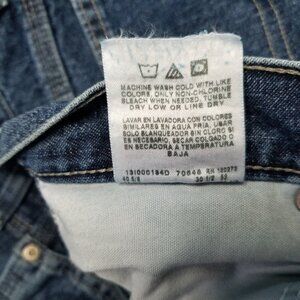 MACHINE WASH COLD WITH LIKE
COLORS, ONLY NON-CHLORINE
BLEACH WHEN NEEDED, TUMBLE
DRY LOW OR LINE DRY
LAVAR EN LAVADORA CON COLORES
SIMILARES EN AGUA FRIA, USAR
SOLO BLANQUEADOR SIN CLORO SI
ES NECESARIO, SECAR COLGADO O
EN SECADORA A TEMPERATURA
BAJA
70646 RN